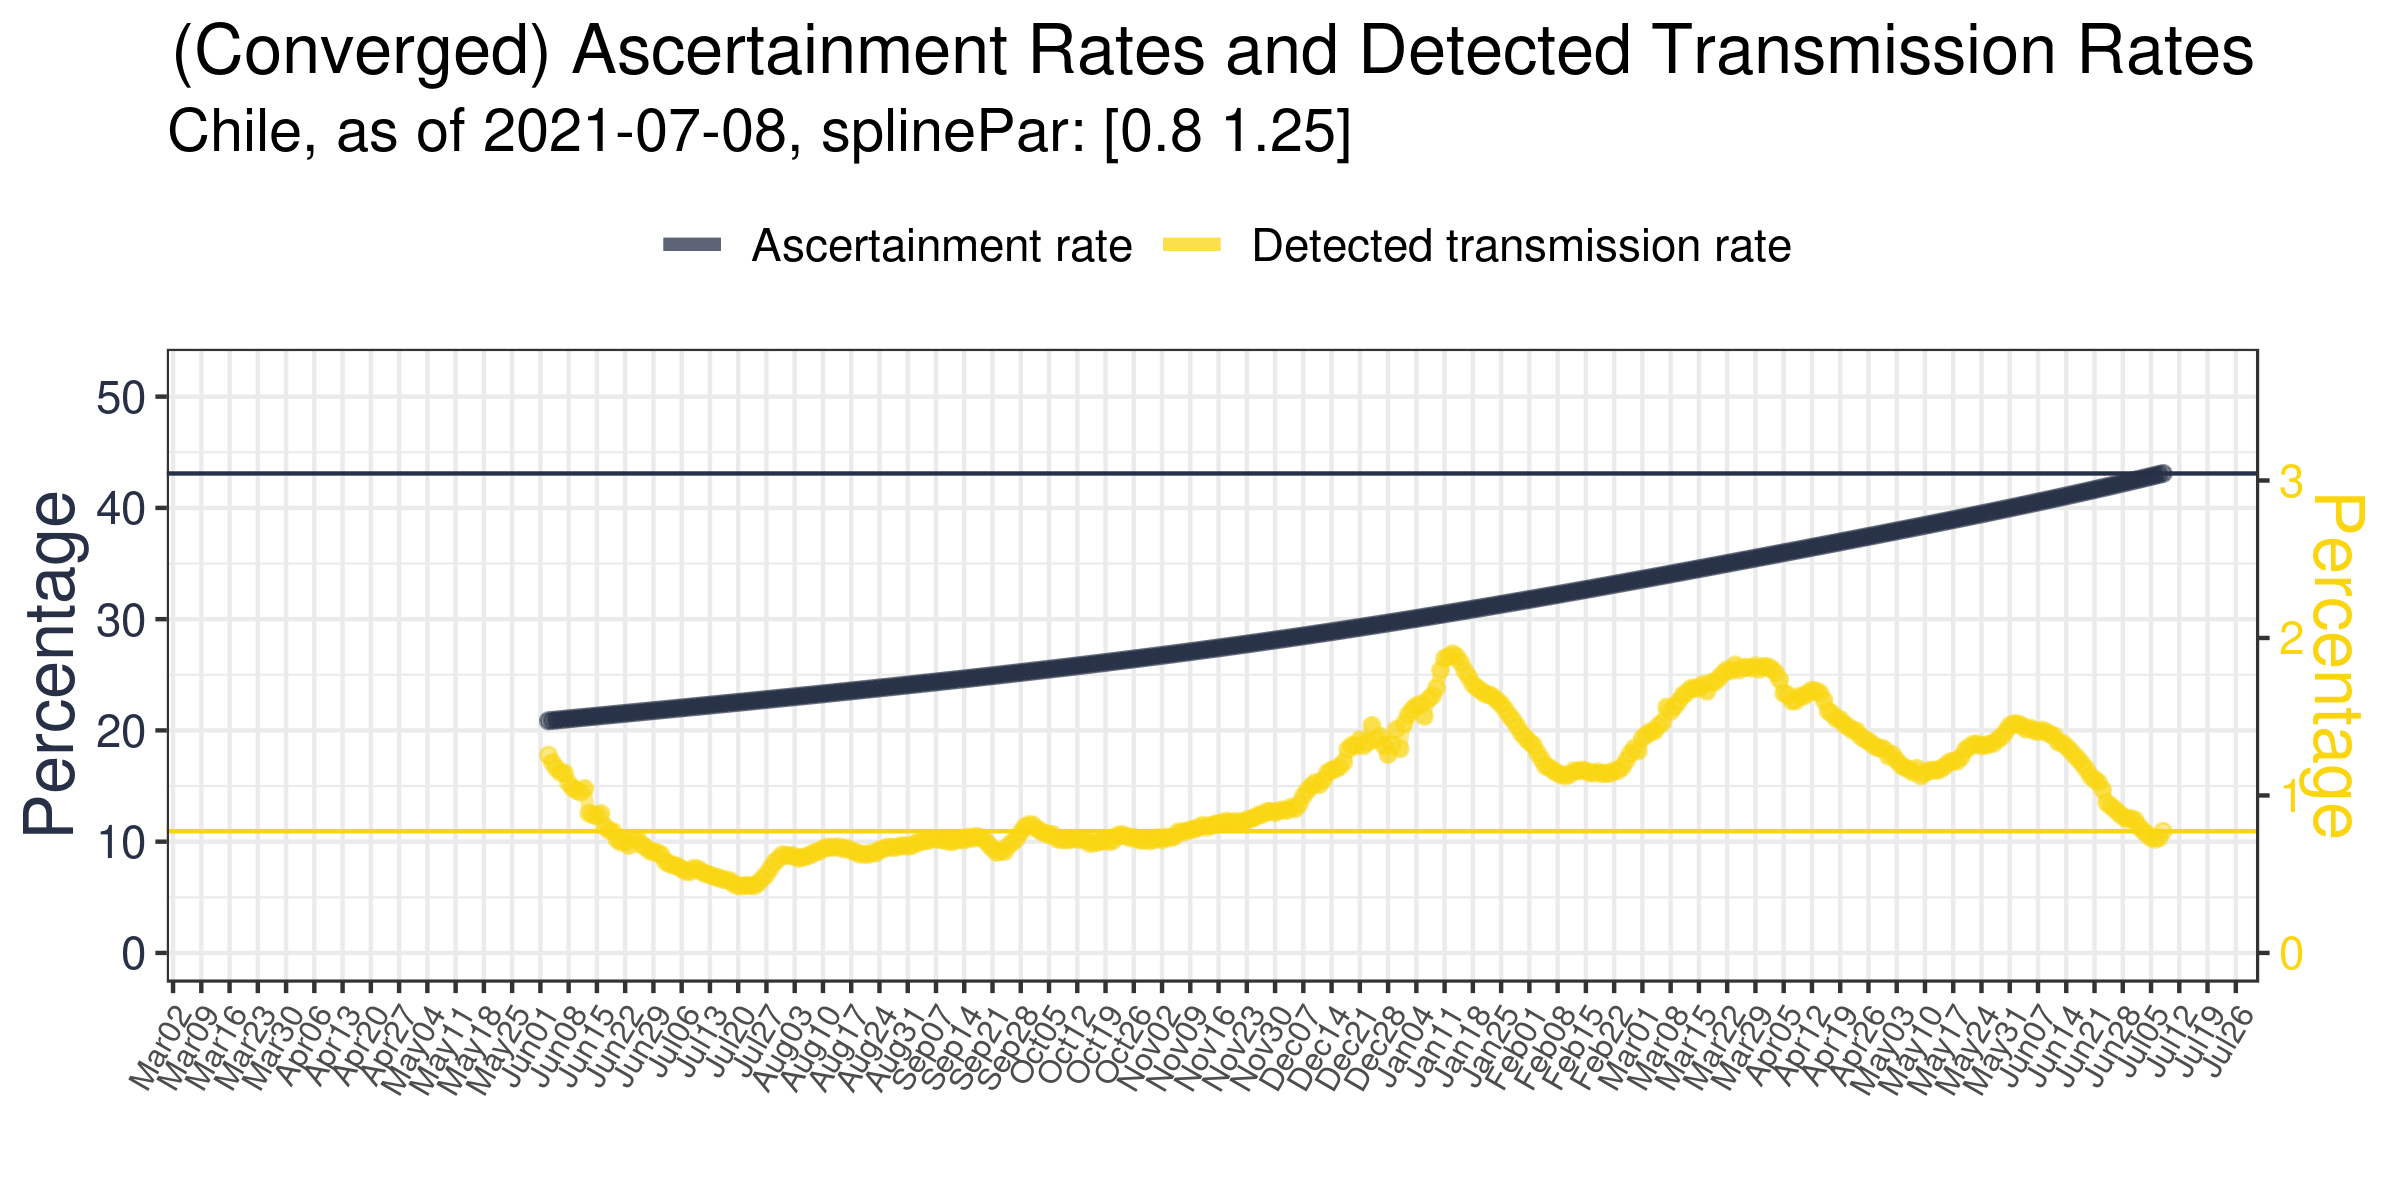 (Converged) Ascertainment Rates and Detected Transmission Rates
Chile, as of 2021-07-08, splinePar: [0.8 1.25]
Ascertainment rate
Detected transmission rate
Percentage
50
40
30
20
10
0
3
2
1
0
Percentage
Mar02
Mar09
Mar16
Mar23
Mar30
Apr06
Apr13
Apr20
Apr27
May04
May11
May18
May25
Jun01
Jun08
Jun15
Jun22
Jun29
Jul06
Jul13
Jul20
Jul27
Aug03
Aug10
Aug17
Aug24
Aug31
Sep07
Sep14
Sep21
Sep28
Oct05
Oct12
Oct19
Oct26
Nov02
Nov09
Nov16
Nov23
Nov30
Dec07
Dec14
Dec21
Dec28
Jan04
Jan11
Jan18
Jan25
Feb01
Feb08
Feb15
Feb22
Mar01
Mar08
Mar15
Mar22
Mar29
Apr05
Apr12
Apr19
Apr26
May03
May10
May17
May24
May31
Jun07
Jun14
Jun21
Jun28
Jul05
Jul12
Jul19
Jul26